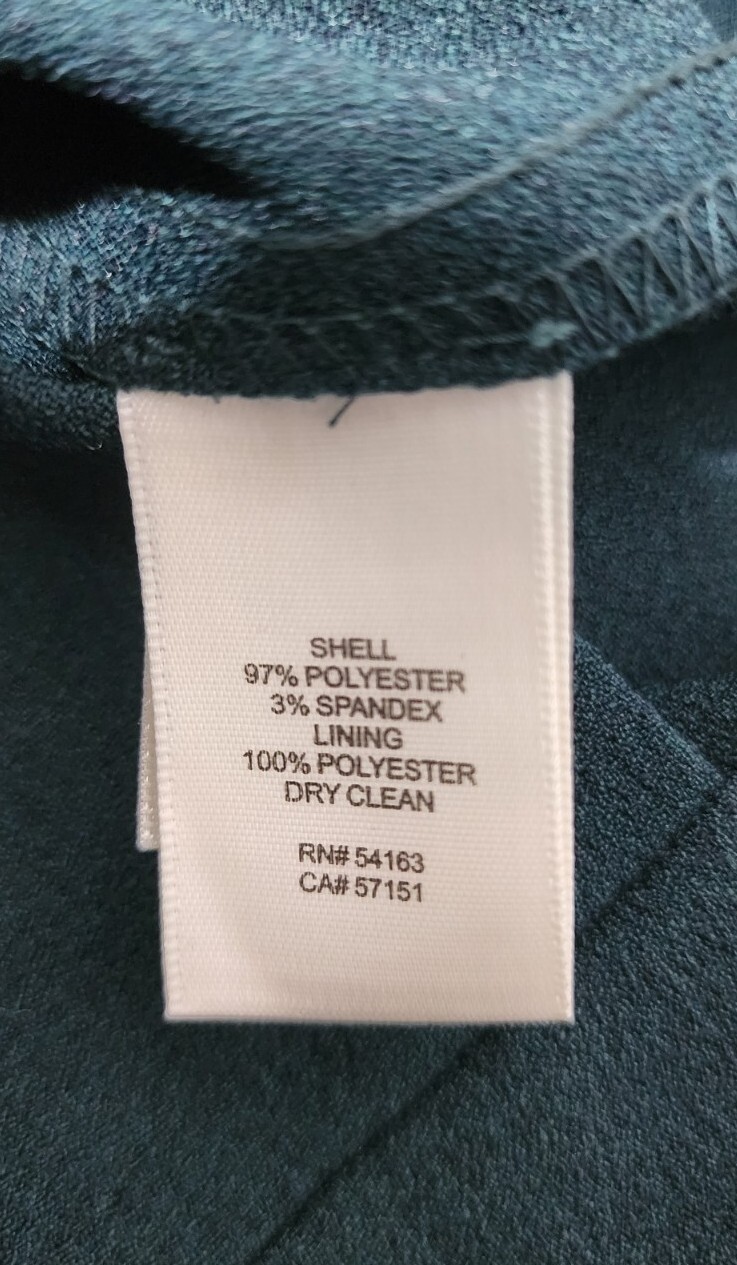 SHELL
97% POLYESTER
3% SPANDEX
LINING
100% POLYESTER
DRY CLEAN
RN# 54163
CA# 57151